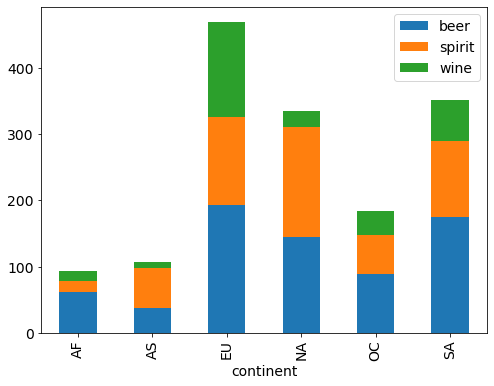 beer
spirit
wine
400
300
200
100
0
AF AS EU NA OC SA
continent